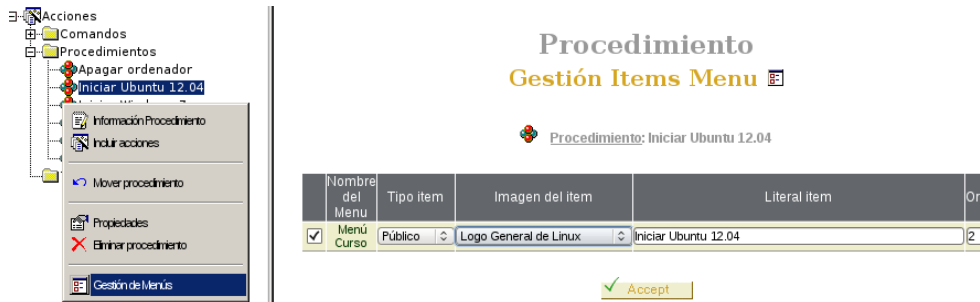 Acciones
Comandos
Procedimientos
Apagar ordenador
Iniciar Ubuntu 12.04
Información Procedimiento
Incluir acciones
Mover procedimiento
Propiedades
Eliminar procedimiento
Gestión de Menús
Procedimiento
Gestión Items Menu
Procedimiento: Iniciar Ubuntu 12.04
Nombre
del
Menu
Tipo item
Imagen del item
Literal item
Or
Menú
Curso
Público
Logo General de Linux
Iniciar Ubuntu 12.04
2
Accept